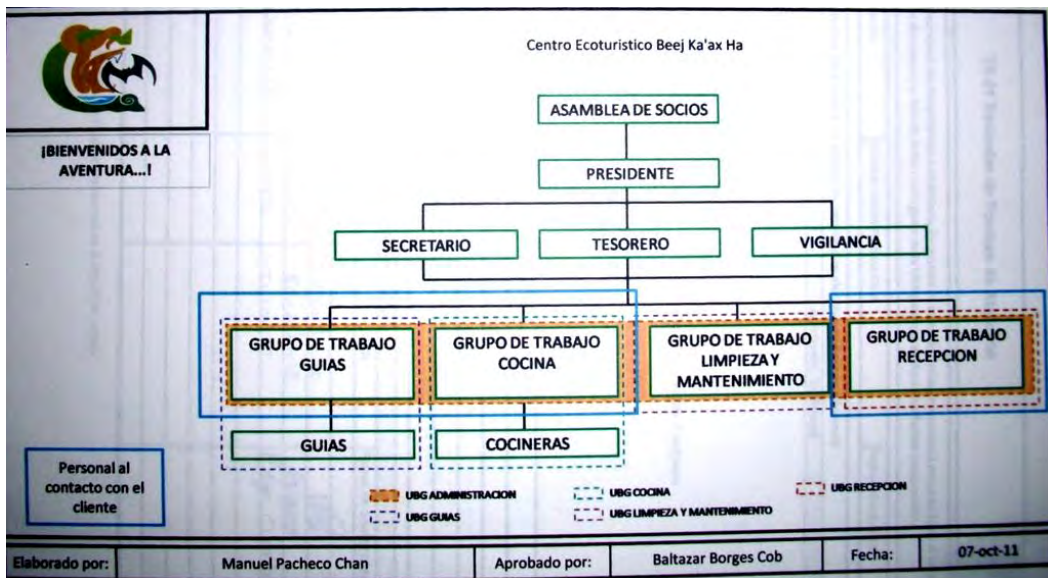 Centro Ecoturistico Beej Ka'ax Ha
¡BIENVENIDOS A LA
AVENTURA...!
ASAMBLEA DE SOCIOS
PRESIDENTE
SECRETARIO
TESORERO
VIGILANCIA
GRUPO DE TRABAJO
GUIAS
GRUPO DE TRABAJO
COCINA
GRUPO DE TRABAJO
LIMPIEZA Y
MANTENIMIENTO
GRUPO DE TRABAJO
RECEPCION
GUIAS
COCINERAS
Personal al
contacto con el
cliente
UBG ADMINISTRACION
UBG COCINA
UBG RECEPCION
UBG GUIAS
UBG LIMPIEZA Y MANTENIMIENTO
Elaborado por:
Manuel Pacheco Chan
Aprobado por:
Baltazar Borges Cob
Fecha:
07-oct-11